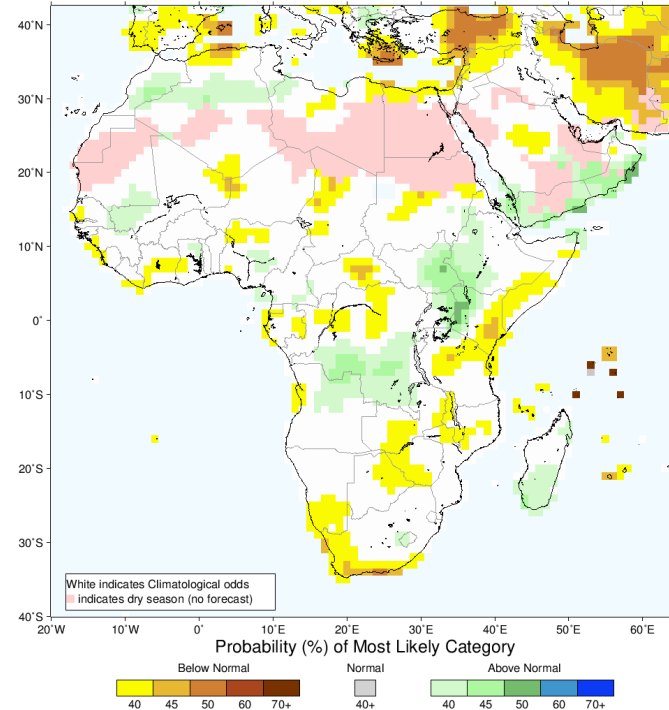 40°N
30°N
20°N
10°N
0°
10°S
20°S
30°S
40°S
White indicates Climatological odds
indicates dry season (no forecast)
20°W 10°W 0° 10°E 20°E 30°E 40°E 50°E 60°E
Probability (%) of Most Likely Category
Below Normal Normal Above Normal
40 45 50 60 70+ 40+ 40 45 50 60 70+